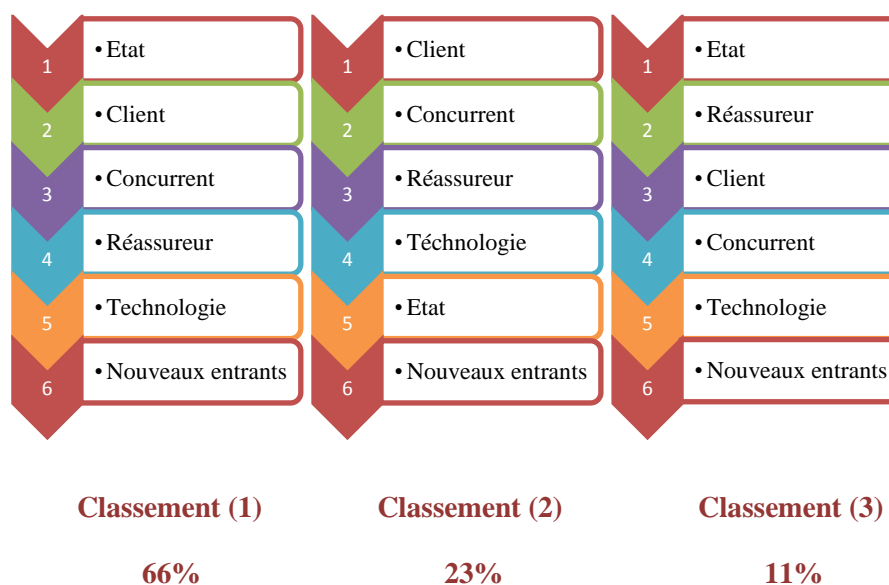 1
• Etat
2
• Client
3
• Concurrent
4
• Réassureur
5
• Technologie
6
• Nouveaux entrants
Classement (1)
66%
1
• Client
2
• Concurrent
3
• Réassureur
4
• Téchnologie
5
• Etat
6
• Nouveaux entrants
Classement (2)
23%
1
• Etat
2
• Réassureur
3
• Client
4
• Concurrent
5
• Technologie
6
• Nouveaux entrants
Classement (3)
11%